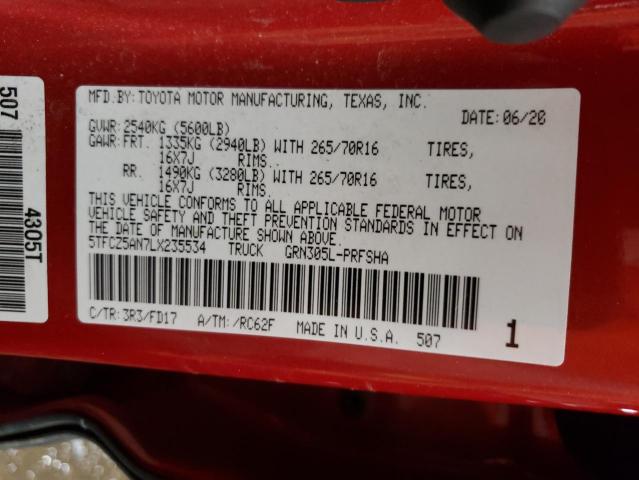 MFD.BY:TOYOTA MOTOR MANUFACTURING, TEXAS, INC.
DATE:06/20
GVWR:2540KG (5600LB)
GAWR:FRT. 1335KG (2940LB) WITH 265/70R16 TIRES,
16X7J RIMS.
RR. 1490KG (3280LB) WITH 265/70R16 TIRES,
16X7J RIMS.
THIS VEHICLE CONFORMS TO ALL APPLICABLE FEDERAL MOTOR
VEHICLE SAFETY AND THEFT PREVENTION STANDARDS IN EFFECT ON
THE DATE OF MANUFACTURE SHOWN ABOVE.
5TFCZ5AN7LX235534 TRUCK GRN305L-PRFSHA
C/TR:3R3/FD17 A/TM:/RC62F MADE IN U.S.A. 507 1
507
4305T